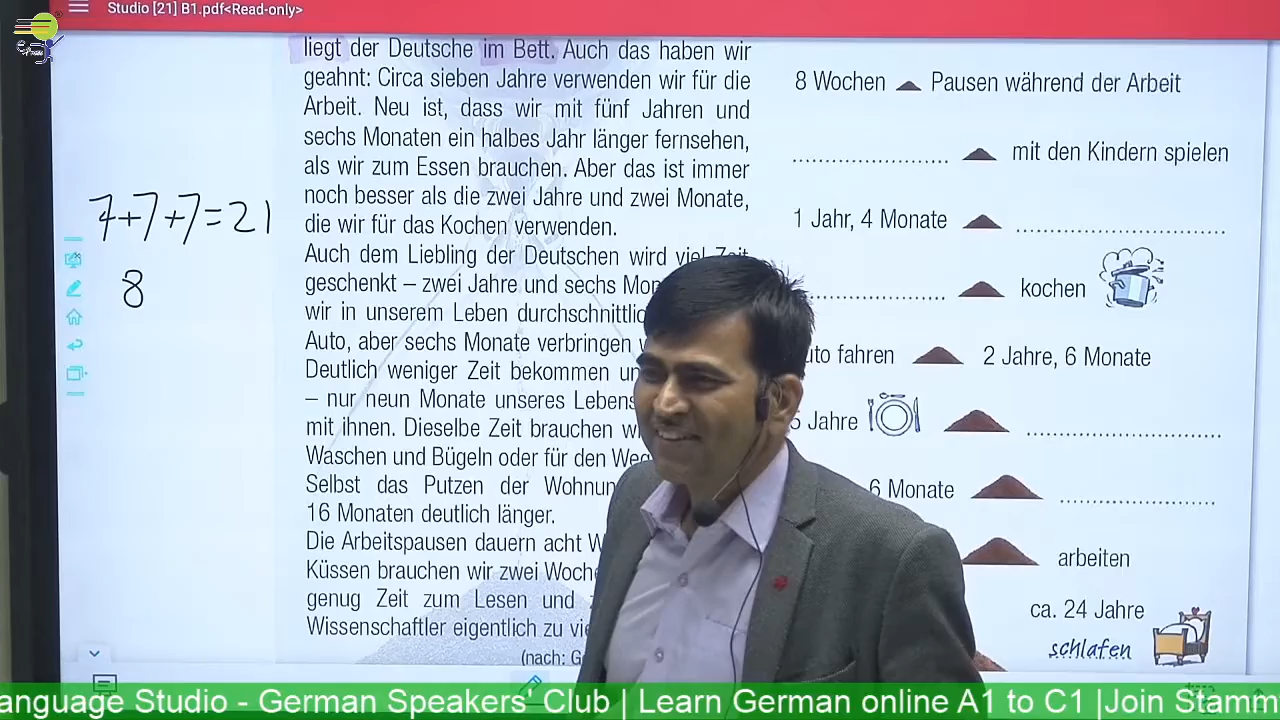 Studio [21] B1.pdf<Read-only>
liegt der Deutsche im Bett. Auch das haben wir
geahnt: Circa sieben Jahre verwenden wir für die
Arbeit. Neu ist, dass wir mit fünf Jahren und
sechs Monaten ein halbes Jahr länger fernsehen,
als wir zum Essen brauchen. Aber das ist immer
noch besser als die zwei Jahre und zwei Monate,
die wir für das Kochen verwenden.
Auch dem Liebling der Deutschen wird viel Zeit
geschenkt – zwei Jahre und sechs
wir in unserem Leben
Auto, aber sechs Monate verbringen
Deutlich weniger Zeit bekommen
– nur neun Monate unseres Lebens
mit ihnen. Dieselbe Zeit brauchen
Waschen und Bügeln oder für den
Selbst das Putzen der
16 Monaten deutlich länger.
Die Arbeitspausen dauern acht
Küssen brauchen wir zwei
genug Zeit zum Lesen und
Wissenschaftler eigentlich zu
(nach:
7+7+7=21
8
8 Wochen Pausen während der Arbeit
.................... mit den Kindern spielen
1 Jahr, 4 Monate ....................
.................... kochen
fahren 2 Jahre, 6 Monate
5 Jahre ....................
6 Monate ....................
arbeiten
ca. 24 Jahre
schlafen
anguage Studio - German Speakers' Club | Learn German online A1 to C1 |Join Stamm